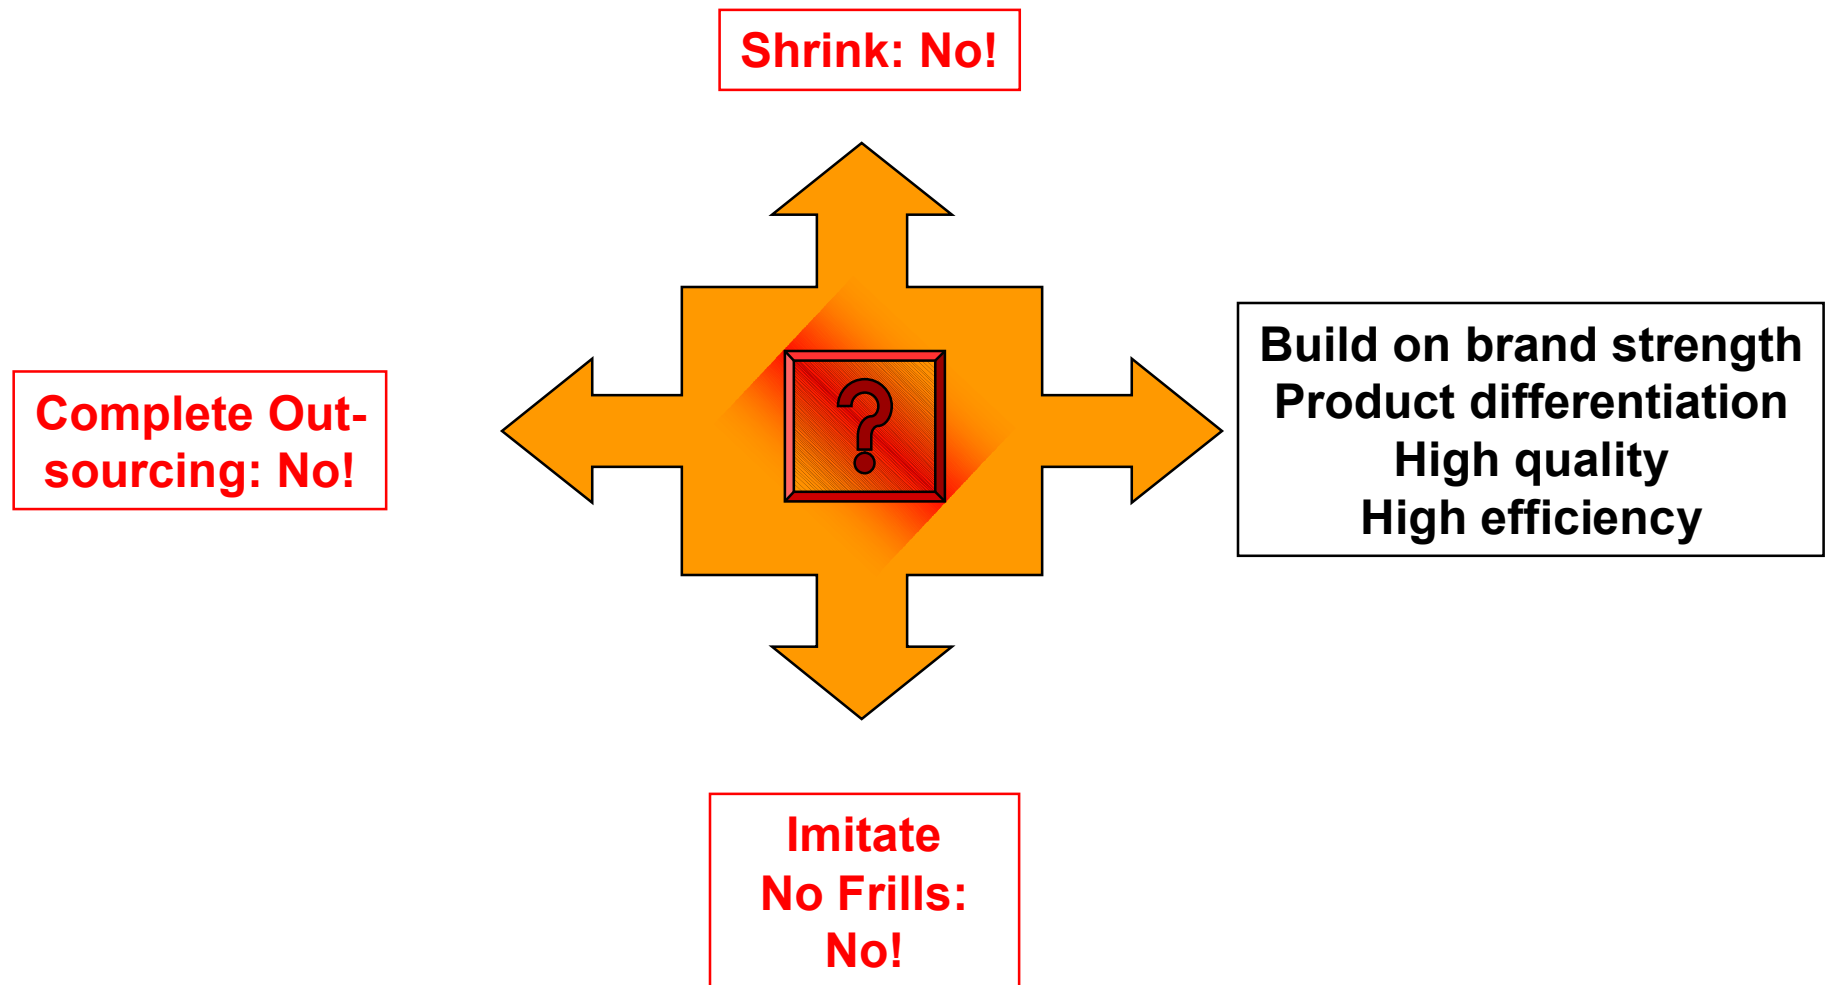 Shrink: No!
Complete Out-
sourcing: No!
?
Build on brand strength
Product differentiation
High quality
High efficiency
Imitate
No Frills:
No!